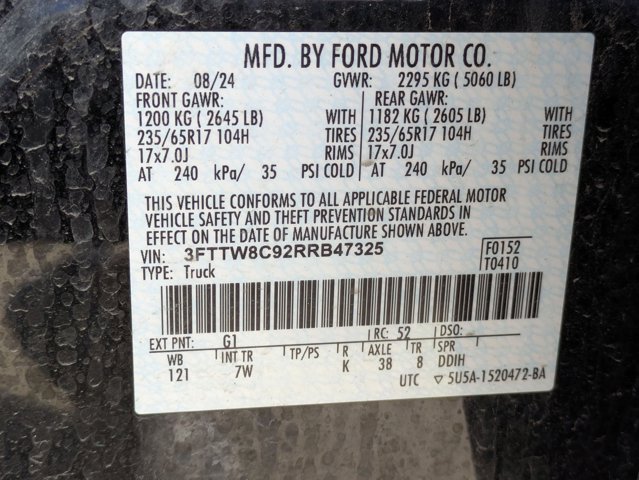 MFD. BY FORD MOTOR CO.
DATE: 08/24 GVWR: 2295 KG ( 5060 LB)
FRONT GAWR: REAR GAWR:
1200 KG ( 2645 LB) WITH 1182 KG ( 2605 LB) WITH
235/65R17 104H TIRES 235/65R17 104H TIRES
17x7.0J RIMS 17x7.0J RIMS
AT 240 kPa/ 35 PSI COLD AT 240 kPa/ 35 PSI COLD
THIS VEHICLE CONFORMS TO ALL APPLICABLE FEDERAL MOTOR
VEHICLE SAFETY AND THEFT PREVENTION STANDARDS IN
EFFECT ON THE DATE OF MANUFACTURE SHOWN ABOVE.
VIN: 3FTTW8C92RRB47325 F0152
TYPE: Truck T0410
EXT PNT: G1 RC: 52 DSO:
WB INT TR TP/PS R AXLE TR SPR
121 7W K 38 8 DDIH
UTC ▽ 5U5A-1520472-BA